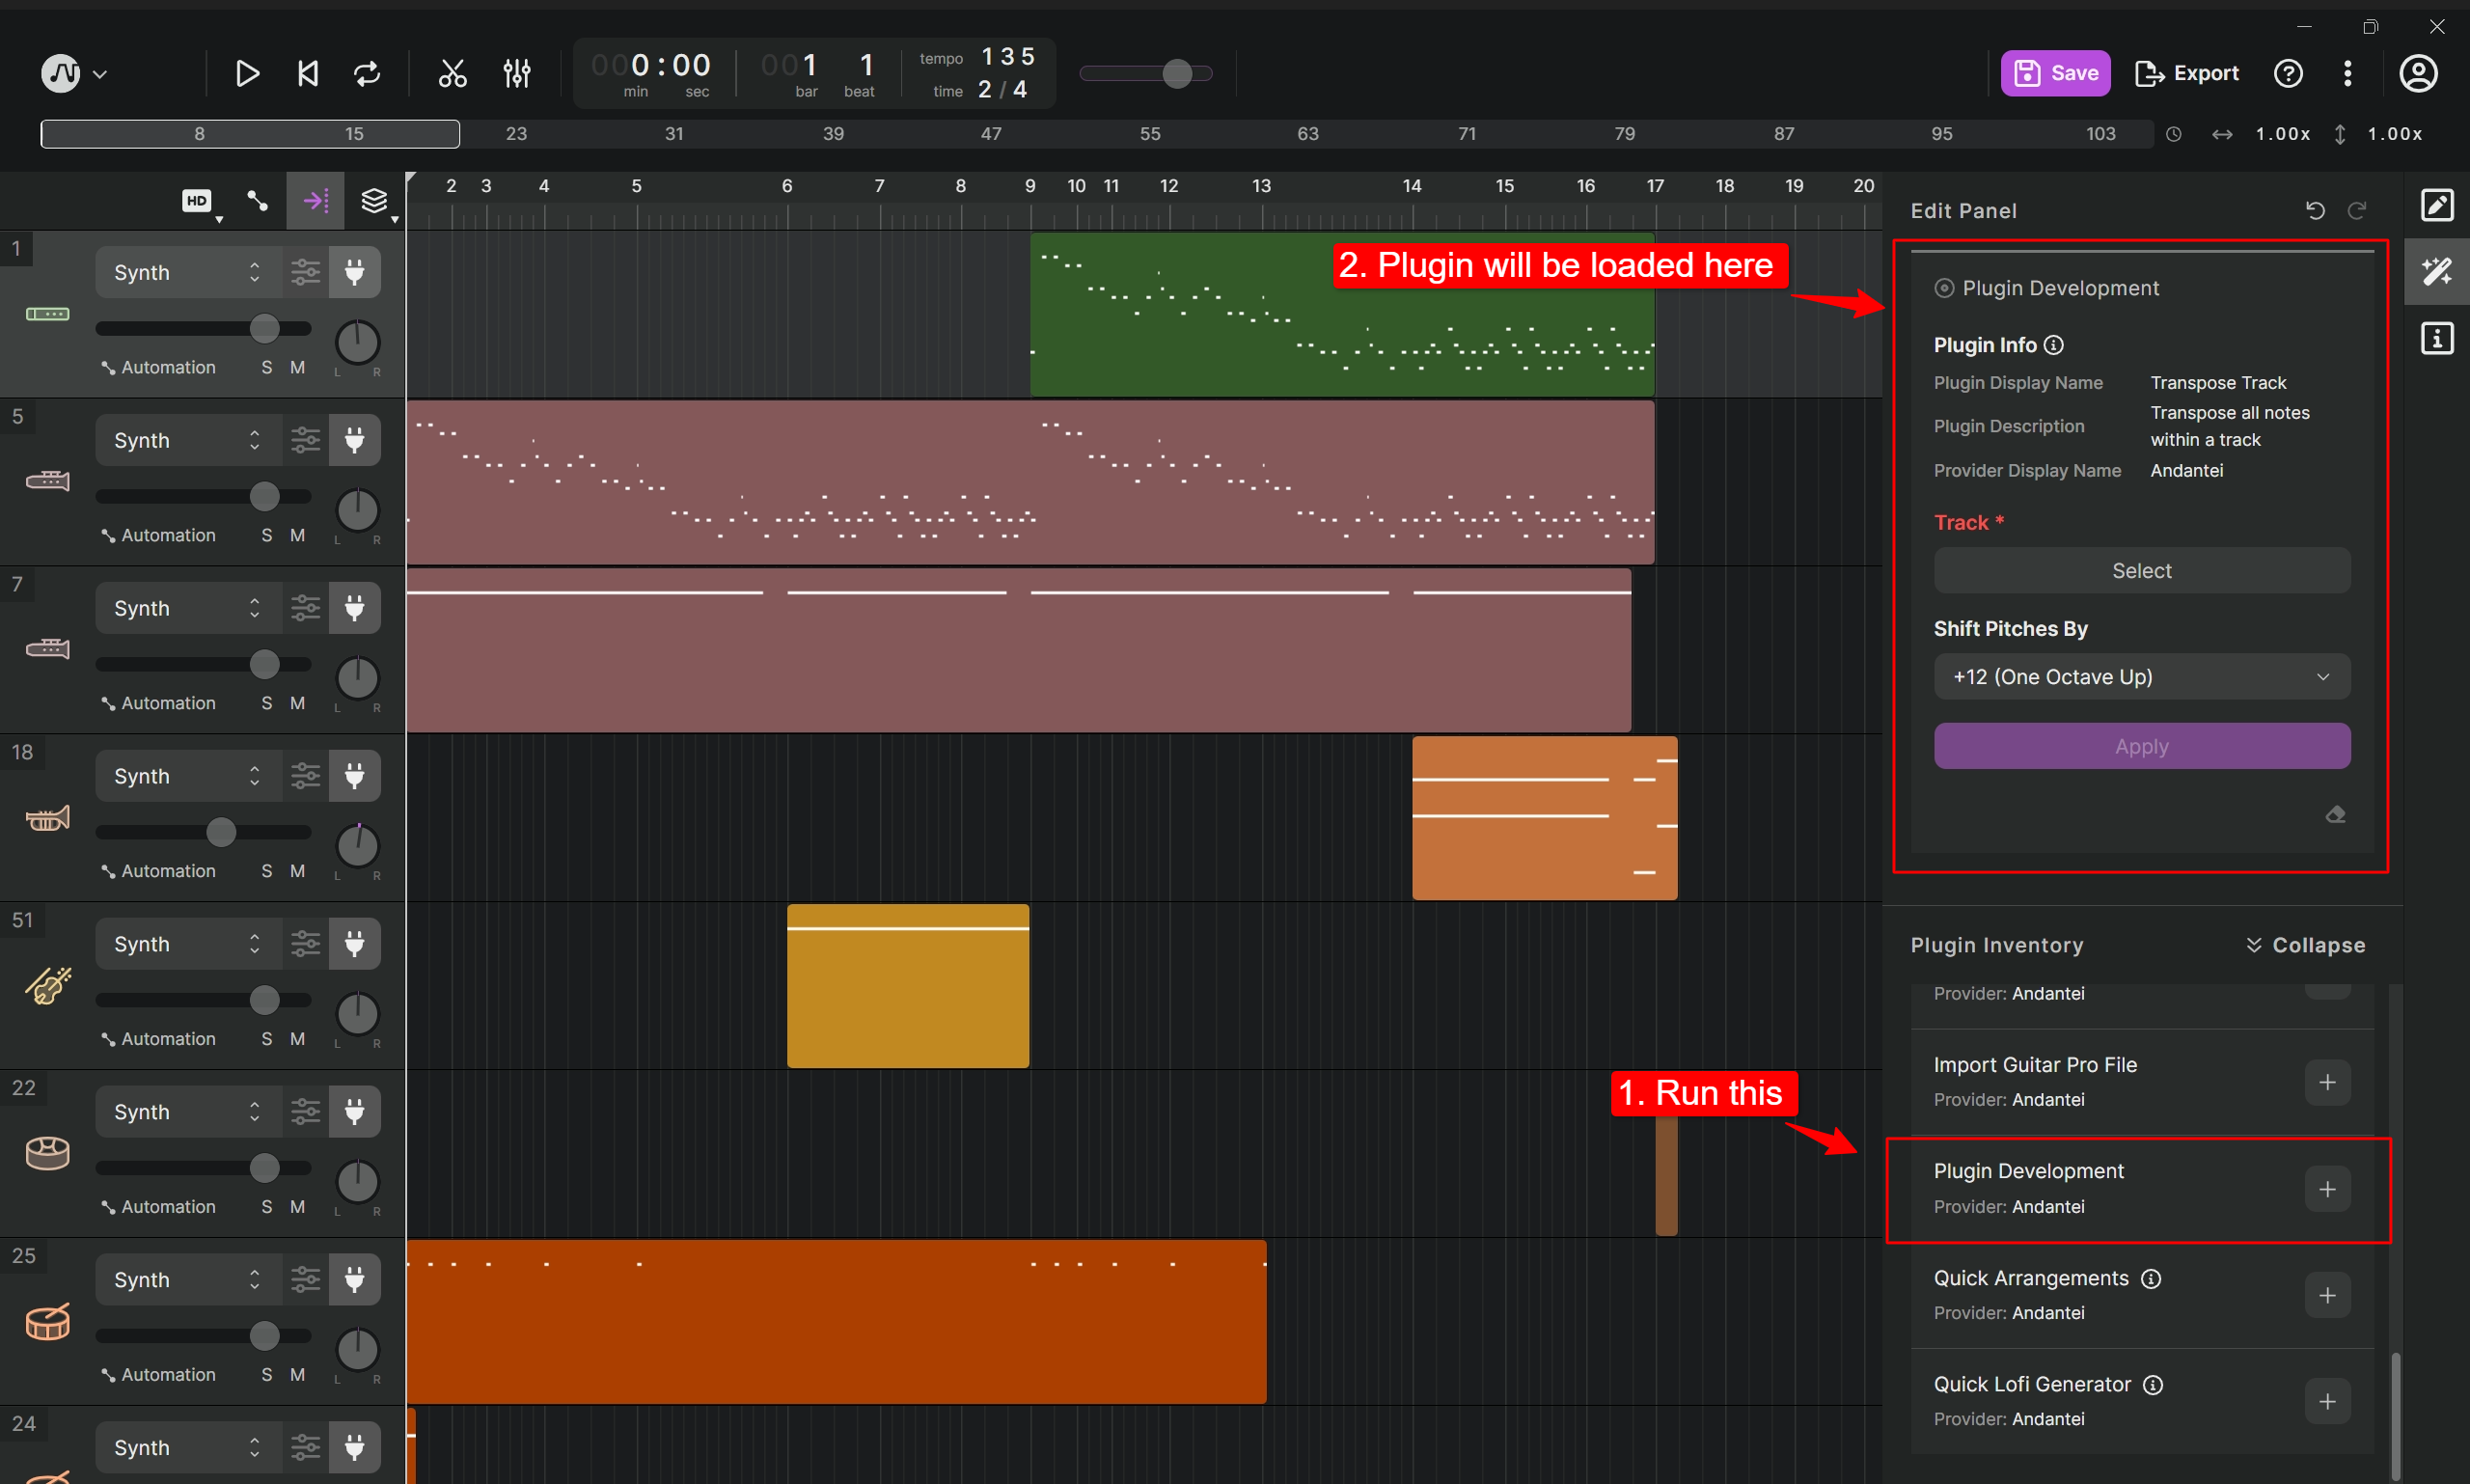 000:00
min sec
001 1
bar beat
tempo 135
time 2/4
Save
Export
8 15 23 31 39 47 55 63 71 79 87 95 103
1.00x 1.00x
HD
2 3 4 5 6 7 8 9 10 11 12 13 14 15 16 17 18 19 20
1
Synth
Automation S M L R
5
Synth
Automation S M L R
7
Synth
Automation S M L R
18
Synth
Automation S M L R
51
Synth
Automation S M L R
22
Synth
Automation S M L R
25
Synth
Automation S M L R
24
Synth
2. Plugin will be loaded here
1. Run this
Edit Panel
Plugin Development
Plugin Info
Plugin Display Name Transpose Track
Plugin Description Transpose all notes
within a track
Provider Display Name Andantei
Track *
Select
Shift Pitches By
+12 (One Octave Up)
Apply
Plugin Inventory Collapse
Provider: Andantei
Import Guitar Pro File
Provider: Andantei
Plugin Development
Provider: Andantei
Quick Arrangements
Provider: Andantei
Quick Lofi Generator
Provider: Andantei